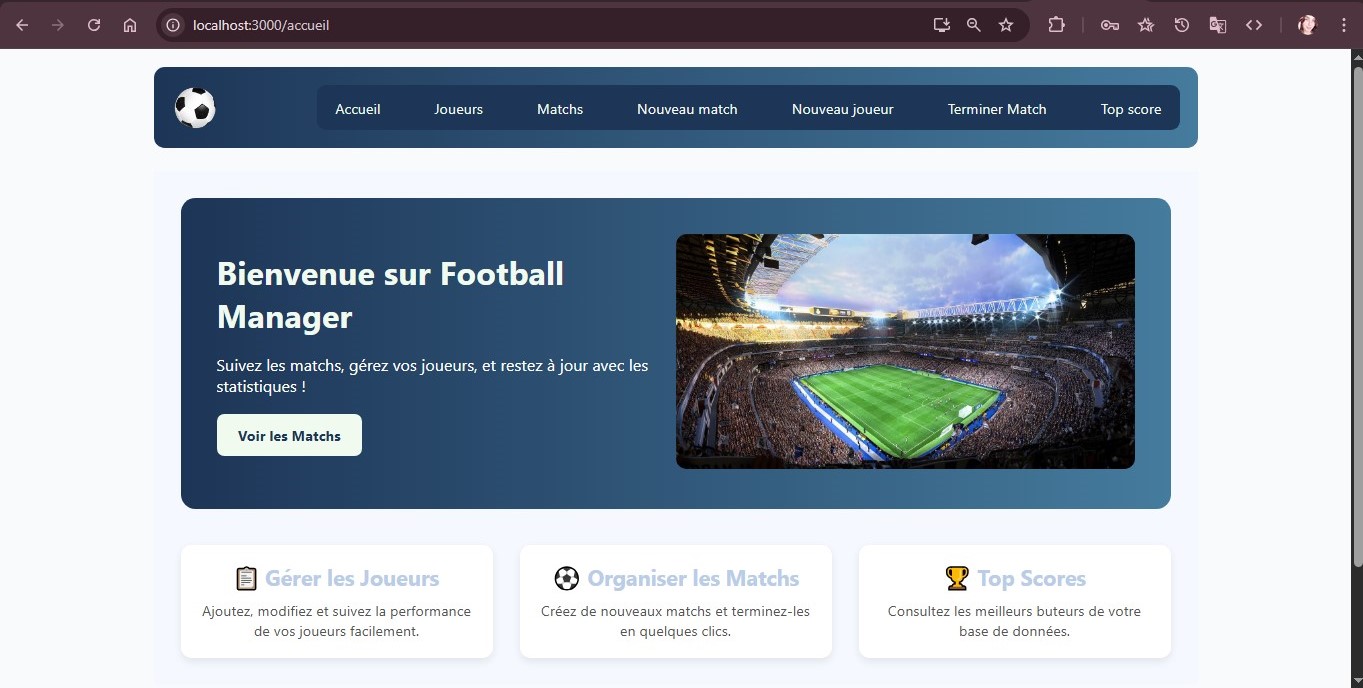 localhost:3000/accueil
Accueil Joueurs Matchs Nouveau match Nouveau joueur Terminer Match Top score
Bienvenue sur Football
Manager
Suivez les matchs, gérez vos joueurs, et restez à jour avec les
statistiques !
Voir les Matchs
Gérer les Joueurs
Ajoutez, modifiez et suivez la performance
de vos joueurs facilement.
Organiser les Matchs
Créez de nouveaux matchs et terminez-les
en quelques clics.
Top Scores
Consultez les meilleurs buteurs de votre
base de données.